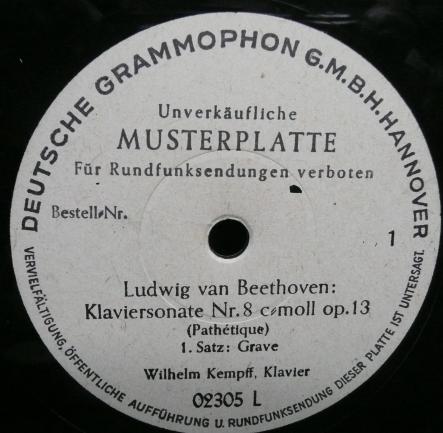 DEUTSCHE GRAMMOPHON G.M.B.H. HANNOVER
Unverkäufliche
MUSTERPLATTE
Für Rundfunksendungen verboten
Bestell-Nr.
1
Ludwig van Beethoven:
Klaviersonate Nr. 8 c-moll op. 13
(Pathétique)
1. Satz: Grave
Wilhelm Kempff, Klavier
02305 L
VERVIELFÄLTIGUNG, ÖFFENTLICHE AUFFÜHRUNG U. RUNDFUNKSENDUNG DIESER PLATTE IST UNTERSAGT.